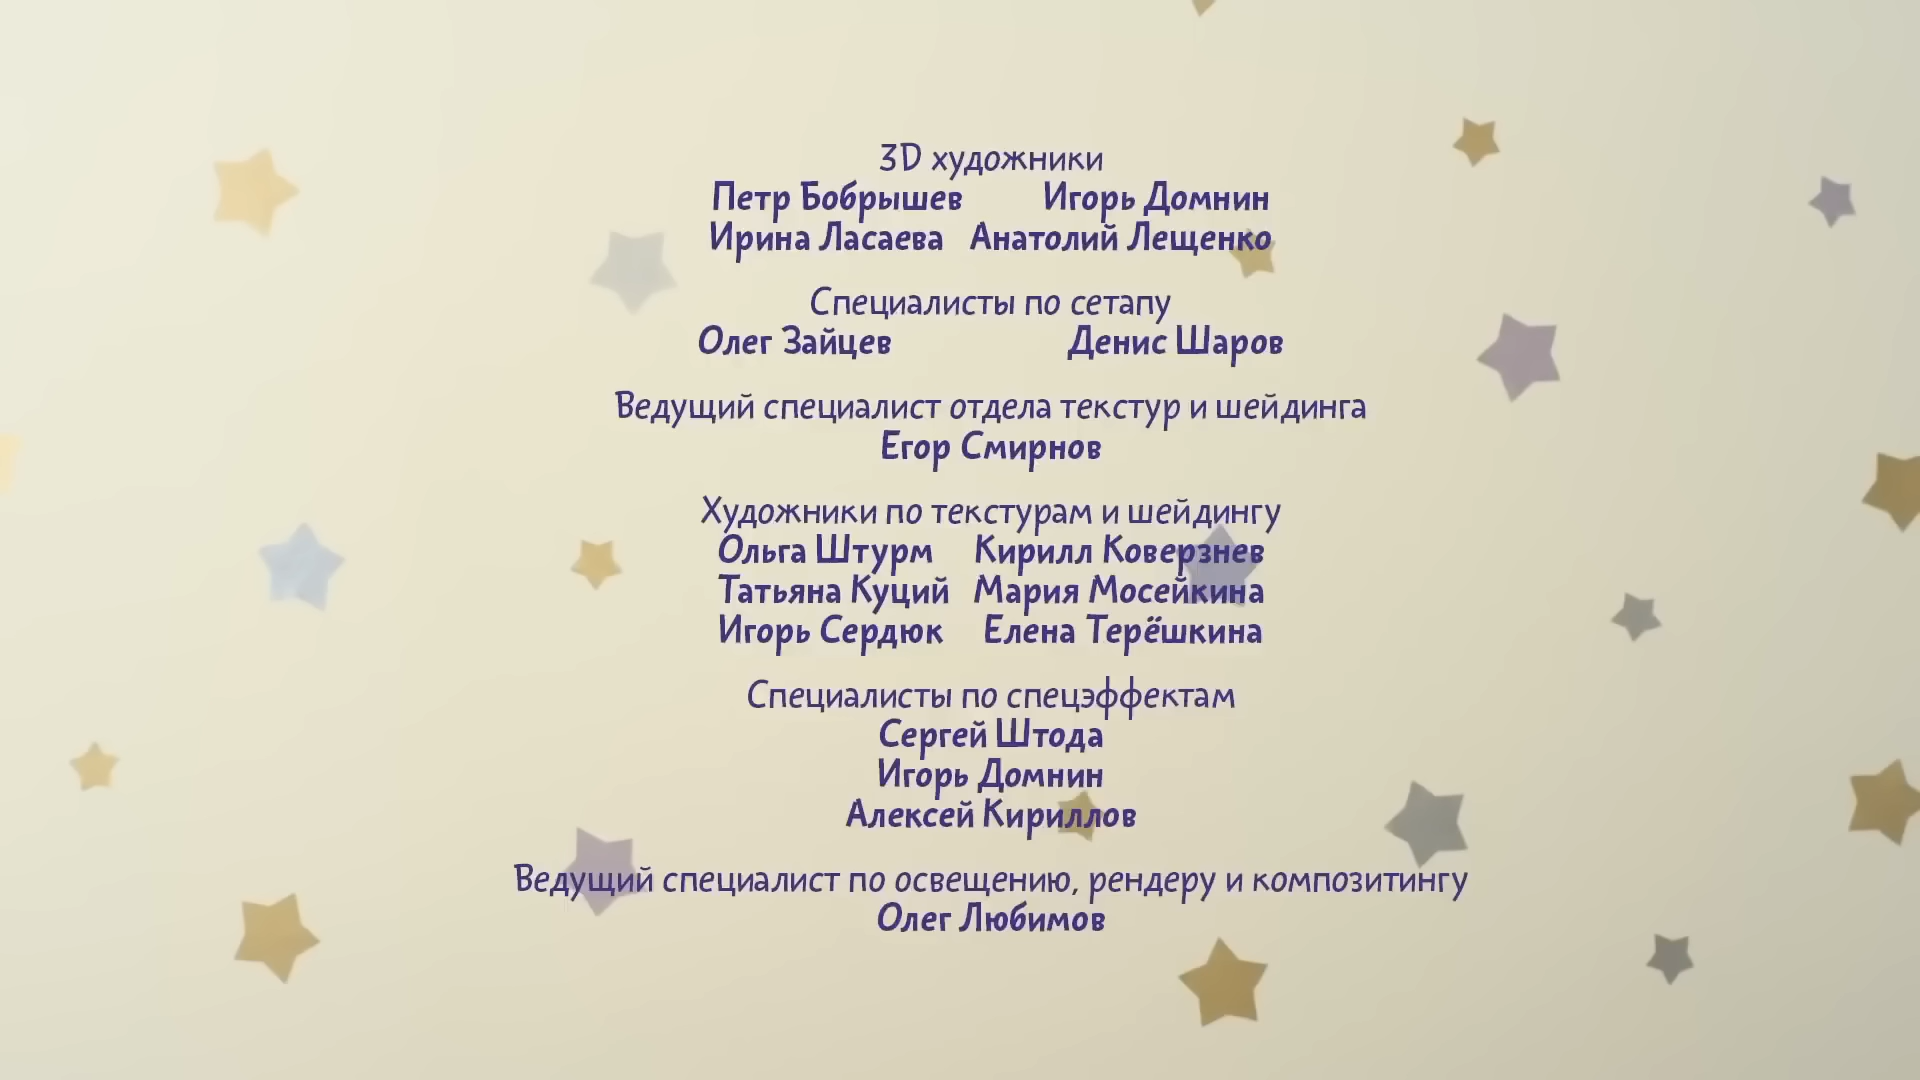 3D художники
Петр Бобрышев Игорь Домнин
Ирина Ласаева Анатолий Лещенко
Специалисты по сетапу
Олег Зайцев Денис Шаров
Ведущий специалист отдела текстур и шейдинга
Егор Смирнов
Художники по текстурам и шейдингу
Ольга Штурм Кирилл Коверзнев
Татьяна Куций Мария Мосейкина
Игорь Сердюк Елена Терёшкина
Специалисты по спецэффектам
Сергей Штода
Игорь Домнин
Алексей Кириллов
Ведущий специалист по освещению, рендеру и композитингу
Олег Любимов